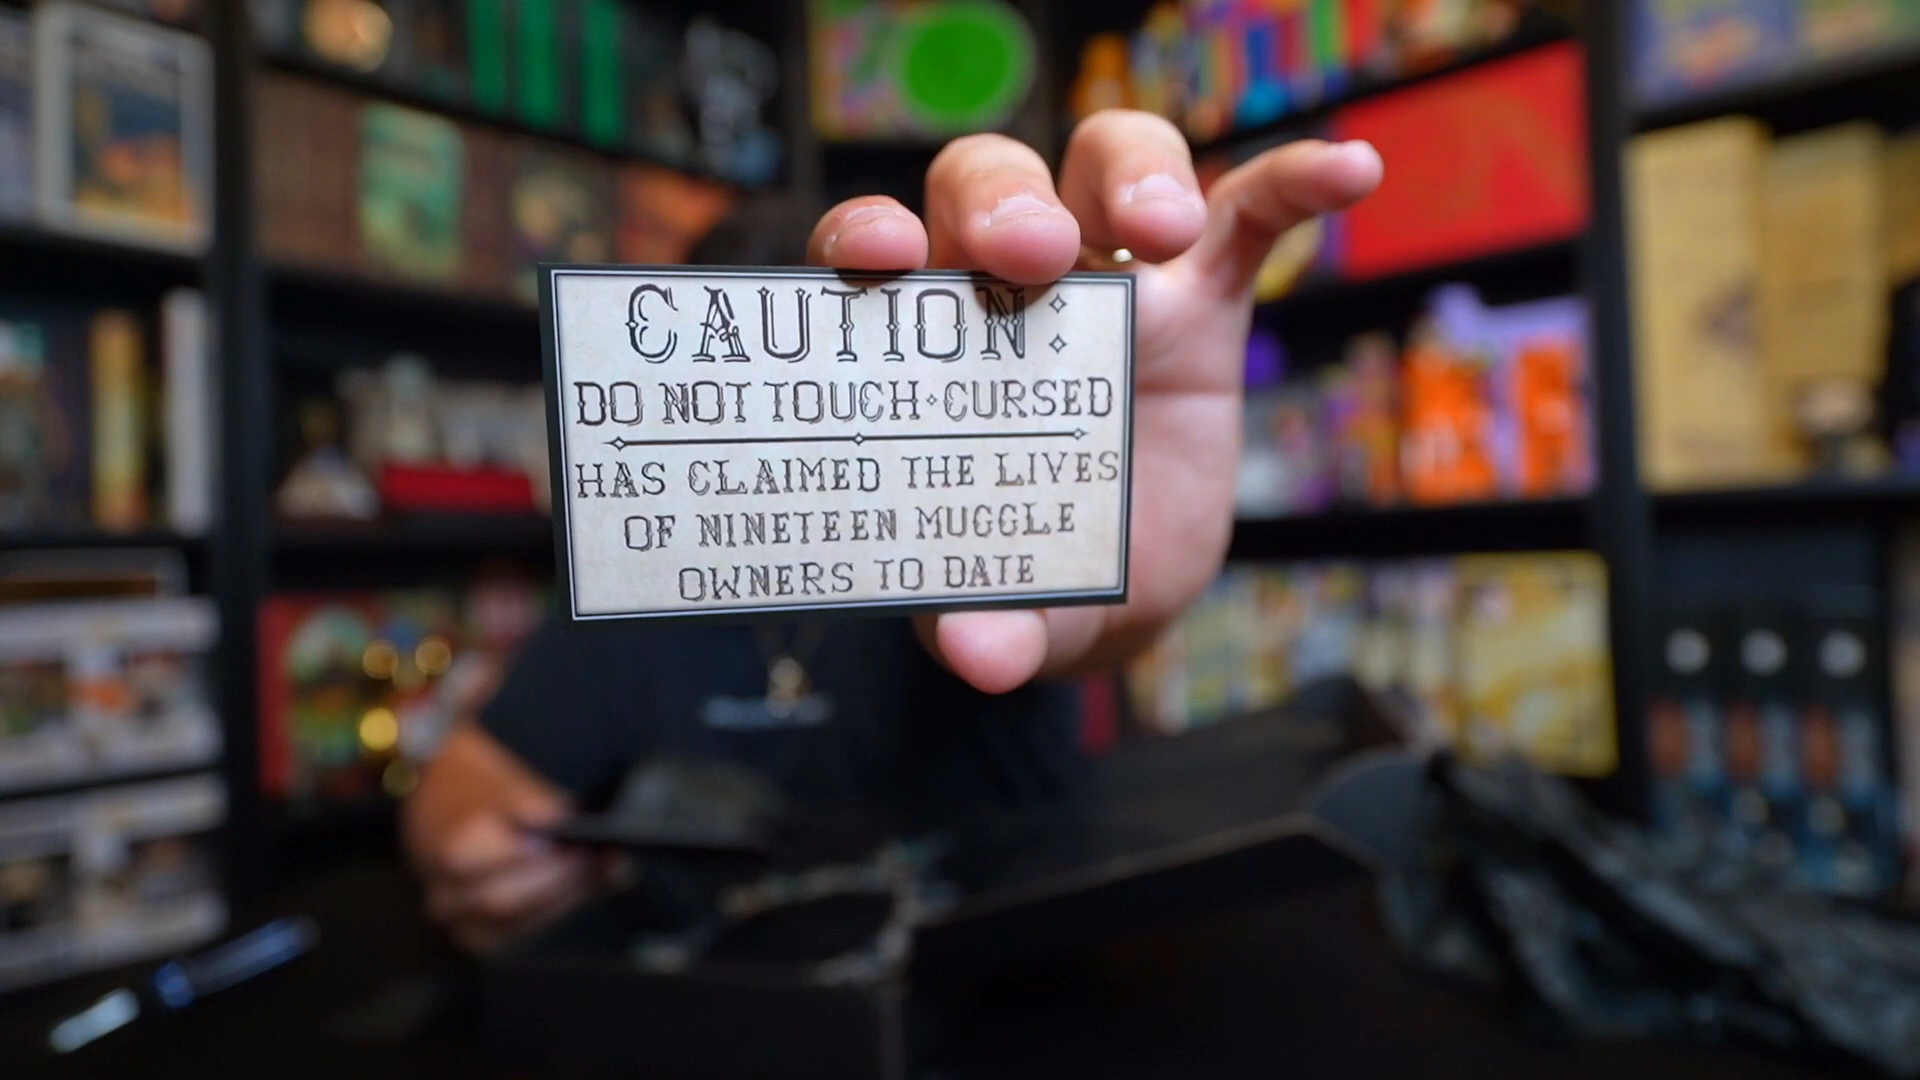 CAUTION:
DO NOT TOUCH · CURSED
HAS CLAIMED THE LIVES
OF NINETEEN MUGGLE
OWNERS TO DATE